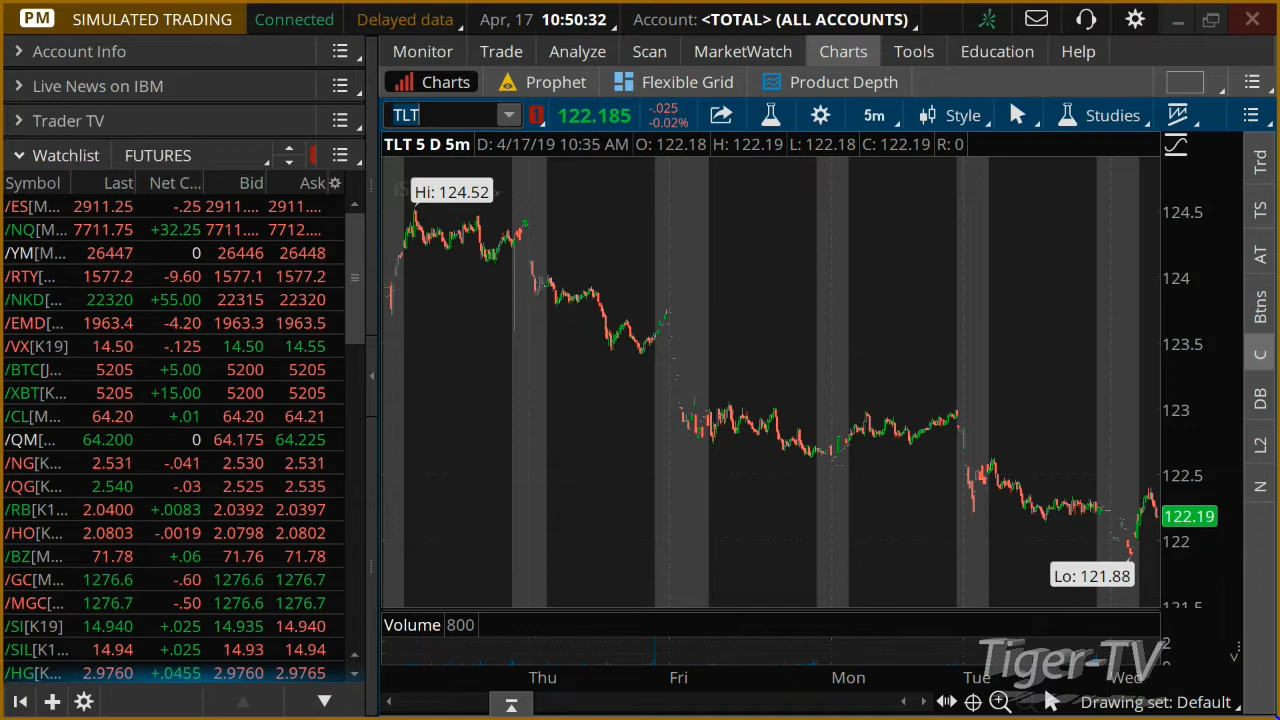 PM SIMULATED TRADING Connected Delayed data Apr, 17 10:50:32 Account: <TOTAL> (ALL ACCOUNTS)
Account Info
Live News on IBM
Trader TV
Watchlist FUTURES
Symbol Last Net C... Bid Ask
/ES[M... 2911.25 -.25 2911.... 2911....
/NQ[M... 7711.75 +32.25 7711.... 7712....
/YM[M... 26447 0 26446 26448
/RTY[... 1577.2 -9.60 1577.1 1577.2
/NKD[... 22320 +55.00 22315 22320
/EMD[... 1963.4 -4.20 1963.3 1963.5
/VX[K19] 14.50 -.125 14.50 14.55
/BTC[J... 5205 +5.00 5200 5205
/XBT[K... 5205 +15.00 5200 5205
/CL[M... 64.20 +.01 64.20 64.21
/QM[... 64.200 0 64.175 64.225
/NG[K... 2.531 -.041 2.530 2.531
/QG[K... 2.540 -.03 2.525 2.535
/RB[K1... 2.0400 +.0083 2.0392 2.0397
/HO[K... 2.0803 -.0019 2.0798 2.0802
/BZ[M... 71.78 +.06 71.76 71.78
/GC[M... 1276.6 -.60 1276.6 1276.7
/MGC[... 1276.7 -.50 1276.6 1276.7
/SI[K19] 14.940 +.025 14.935 14.940
/SIL[K1... 14.94 +.025 14.93 14.94
/HG[K... 2.9760 +.0455 2.9760 2.9765
Monitor Trade Analyze Scan MarketWatch Charts Tools Education Help
Charts Prophet Flexible Grid Product Depth
TLT 1 122.185 -.025 5m Style Studies
-0.02%
TLT 5 D 5m D: 4/17/19 10:35 AM O: 122.18 H: 122.19 L: 122.18 C: 122.19 R: 0
Hi: 124.52
124.5
124
123.5
123
122.5
122.19
122
Lo: 121.88
121.5
Volume 800
2
Tiger-TV
Thu Fri Mon Tue Wed
Drawing set: Default
Trd
TS
AT
Btns
C
DB
L2
N